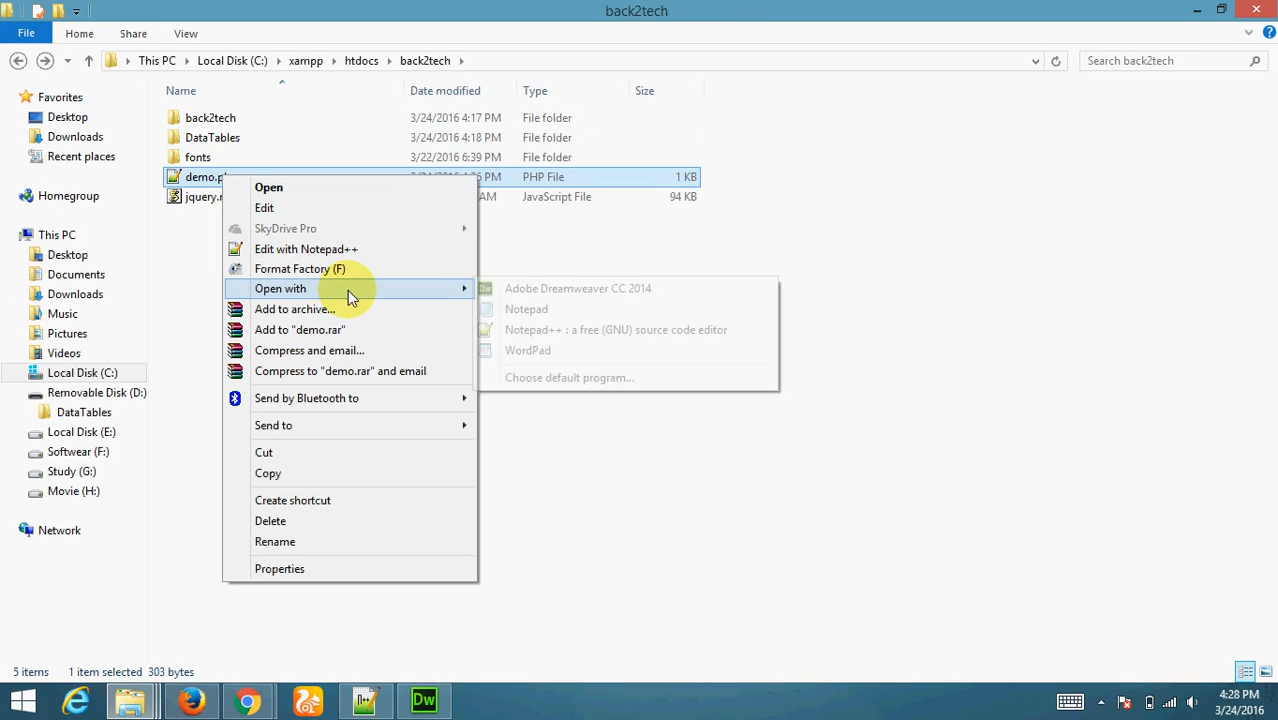 back2tech
File Home Share View
This PC Local Disk (C:) xampp htdocs back2tech
Search back2tech
Name Date modified Type Size
Favorites
Desktop
Downloads
Recent places
Homegroup
This PC
Desktop
Documents
Downloads
Music
Pictures
Videos
Local Disk (C:)
Removable Disk (D:)
DataTables
Local Disk (E:)
Softwear (F:)
Study (G:)
Movie (H:)
Network
back2tech 3/24/2016 4:17 PM File folder
DataTables 3/24/2016 4:18 PM File folder
fonts 3/22/2016 6:39 PM File folder
PHP File 1 KB
AM JavaScript File 94 KB
Open
Edit
SkyDrive Pro
Edit with Notepad++
Format Factory (F)
Open with
Add to archive...
Add to "demo.rar"
Compress and email...
Compress to "demo.rar" and email
Send by Bluetooth to
Send to
Cut
Copy
Create shortcut
Delete
Rename
Properties
Adobe Dreamweaver CC 2014
Notepad
Notepad++ : a free (GNU) source code editor
WordPad
Choose default program...
5 items 1 item selected 303 bytes
Dw
4:28 PM
3/24/2016